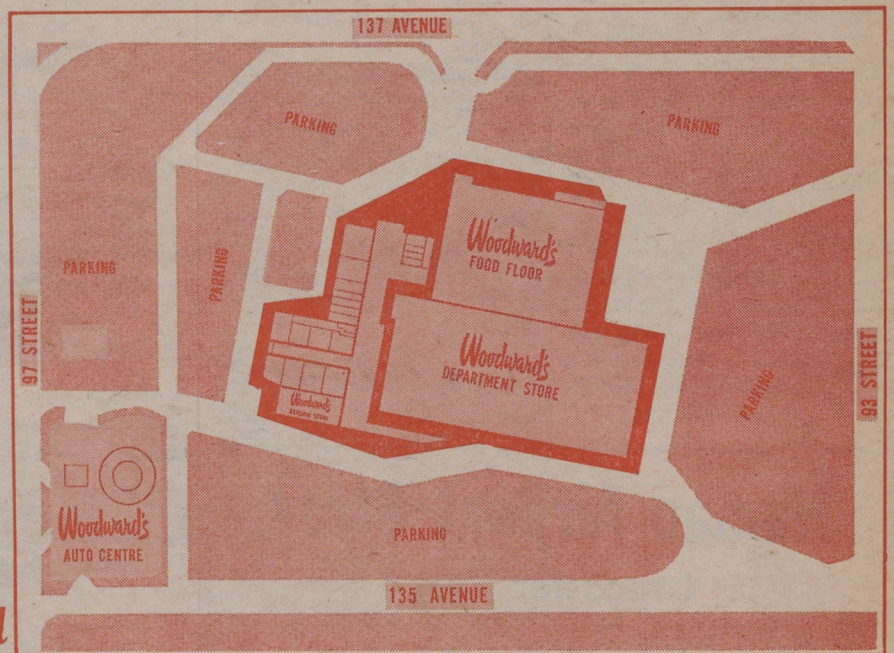 137 AVENUE
PARKING
PARKING
PARKING
PARKING
Woodward's
FOOD FLOOR
97 STREET
Woodward's
DEPARTMENT STORE
93 STREET
PARKING
Woodward's
Woodward's
AUTO CENTRE
PARKING
135 AVENUE